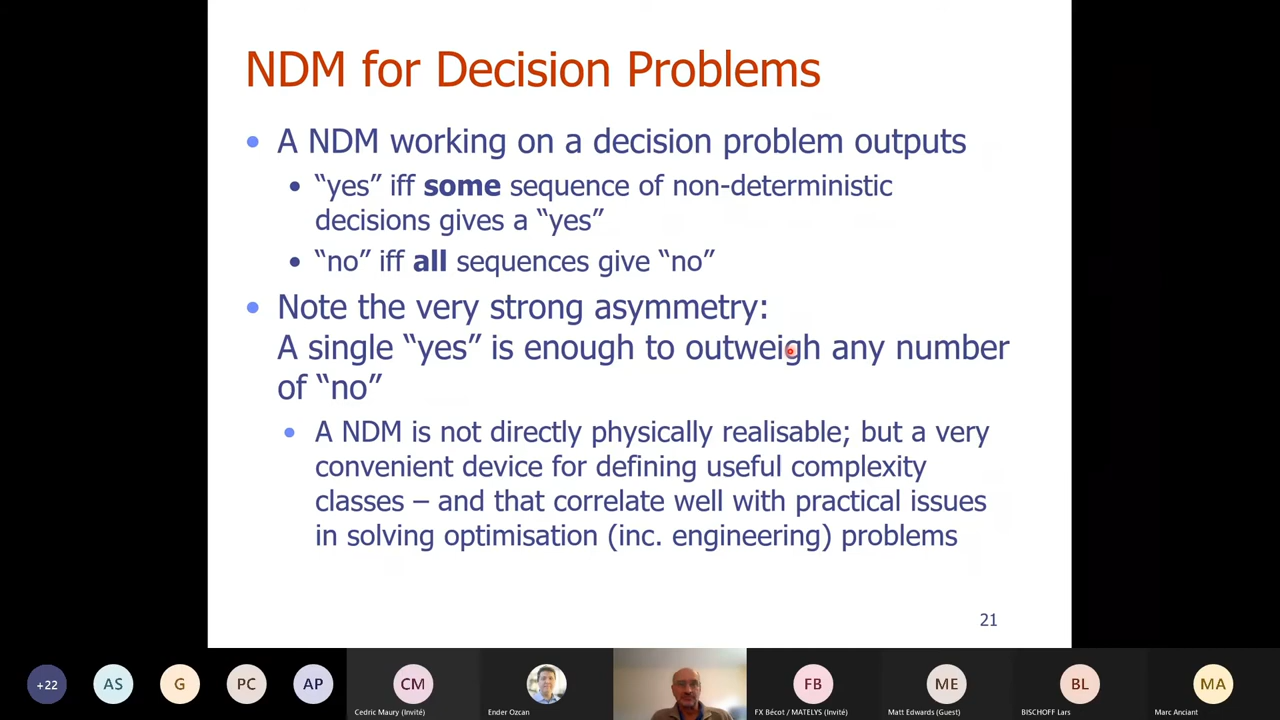 NDM for Decision Problems
• A NDM working on a decision problem outputs
• “yes” iff some sequence of non-deterministic
decisions gives a “yes”
• “no” iff all sequences give “no”
• Note the very strong asymmetry:
A single “yes” is enough to outweigh any number
of “no”
• A NDM is not directly physically realisable; but a very
convenient device for defining useful complexity
classes – and that correlate well with practical issues
in solving optimisation (inc. engineering) problems
21
+22 AS G PC AP CM FB ME BL MA
Cedric Maury (Invité) Ender Ozcan FX Bécot / MATELYS (Invité) Matt Edwards (Guest) BISCHOFF Lars Marc Anciant